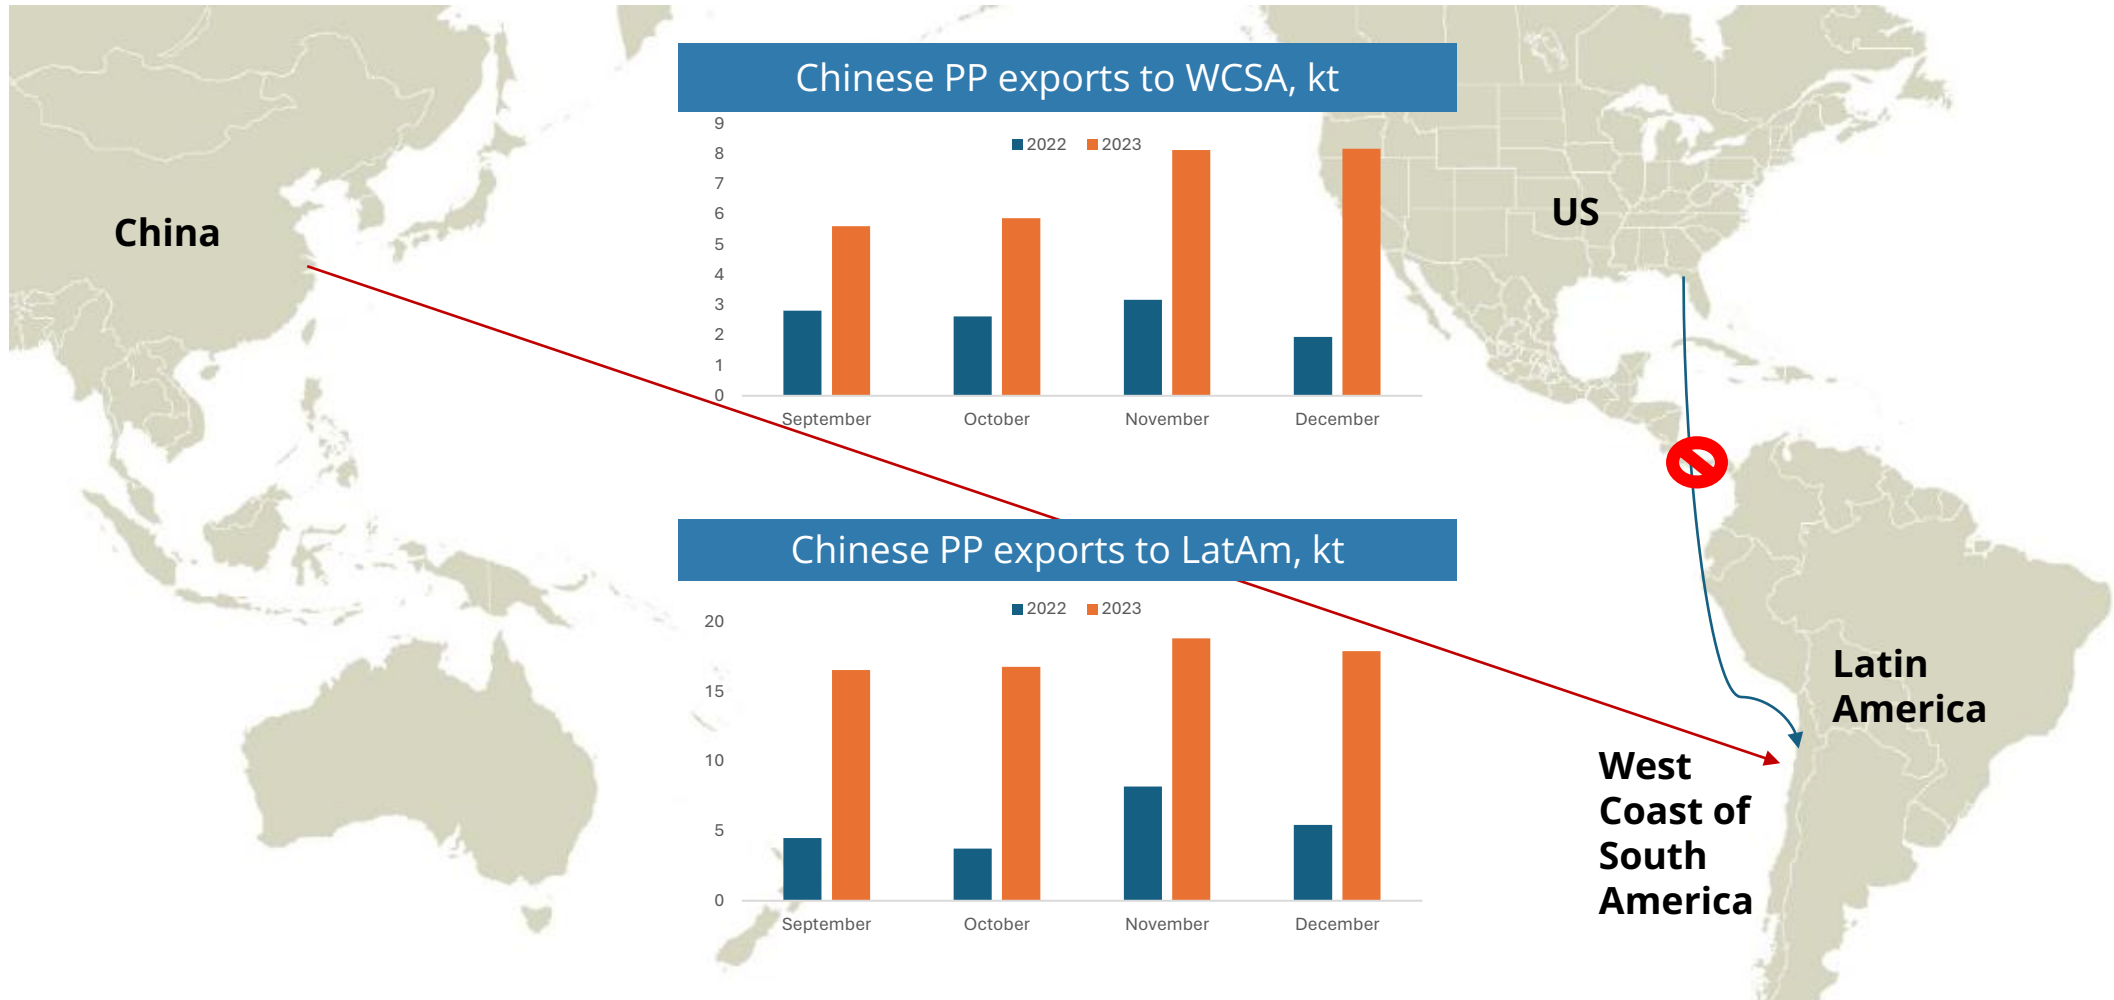 Chinese PP exports to WCSA, kt
9
8
7
6
5
4
3
2
1
0
2022
2023
September
October
November
December
China
US
Chinese PP exports to LatAm, kt
2022
2023
20
15
10
5
0
September
October
November
December
Latin
America
West
Coast of
South
America